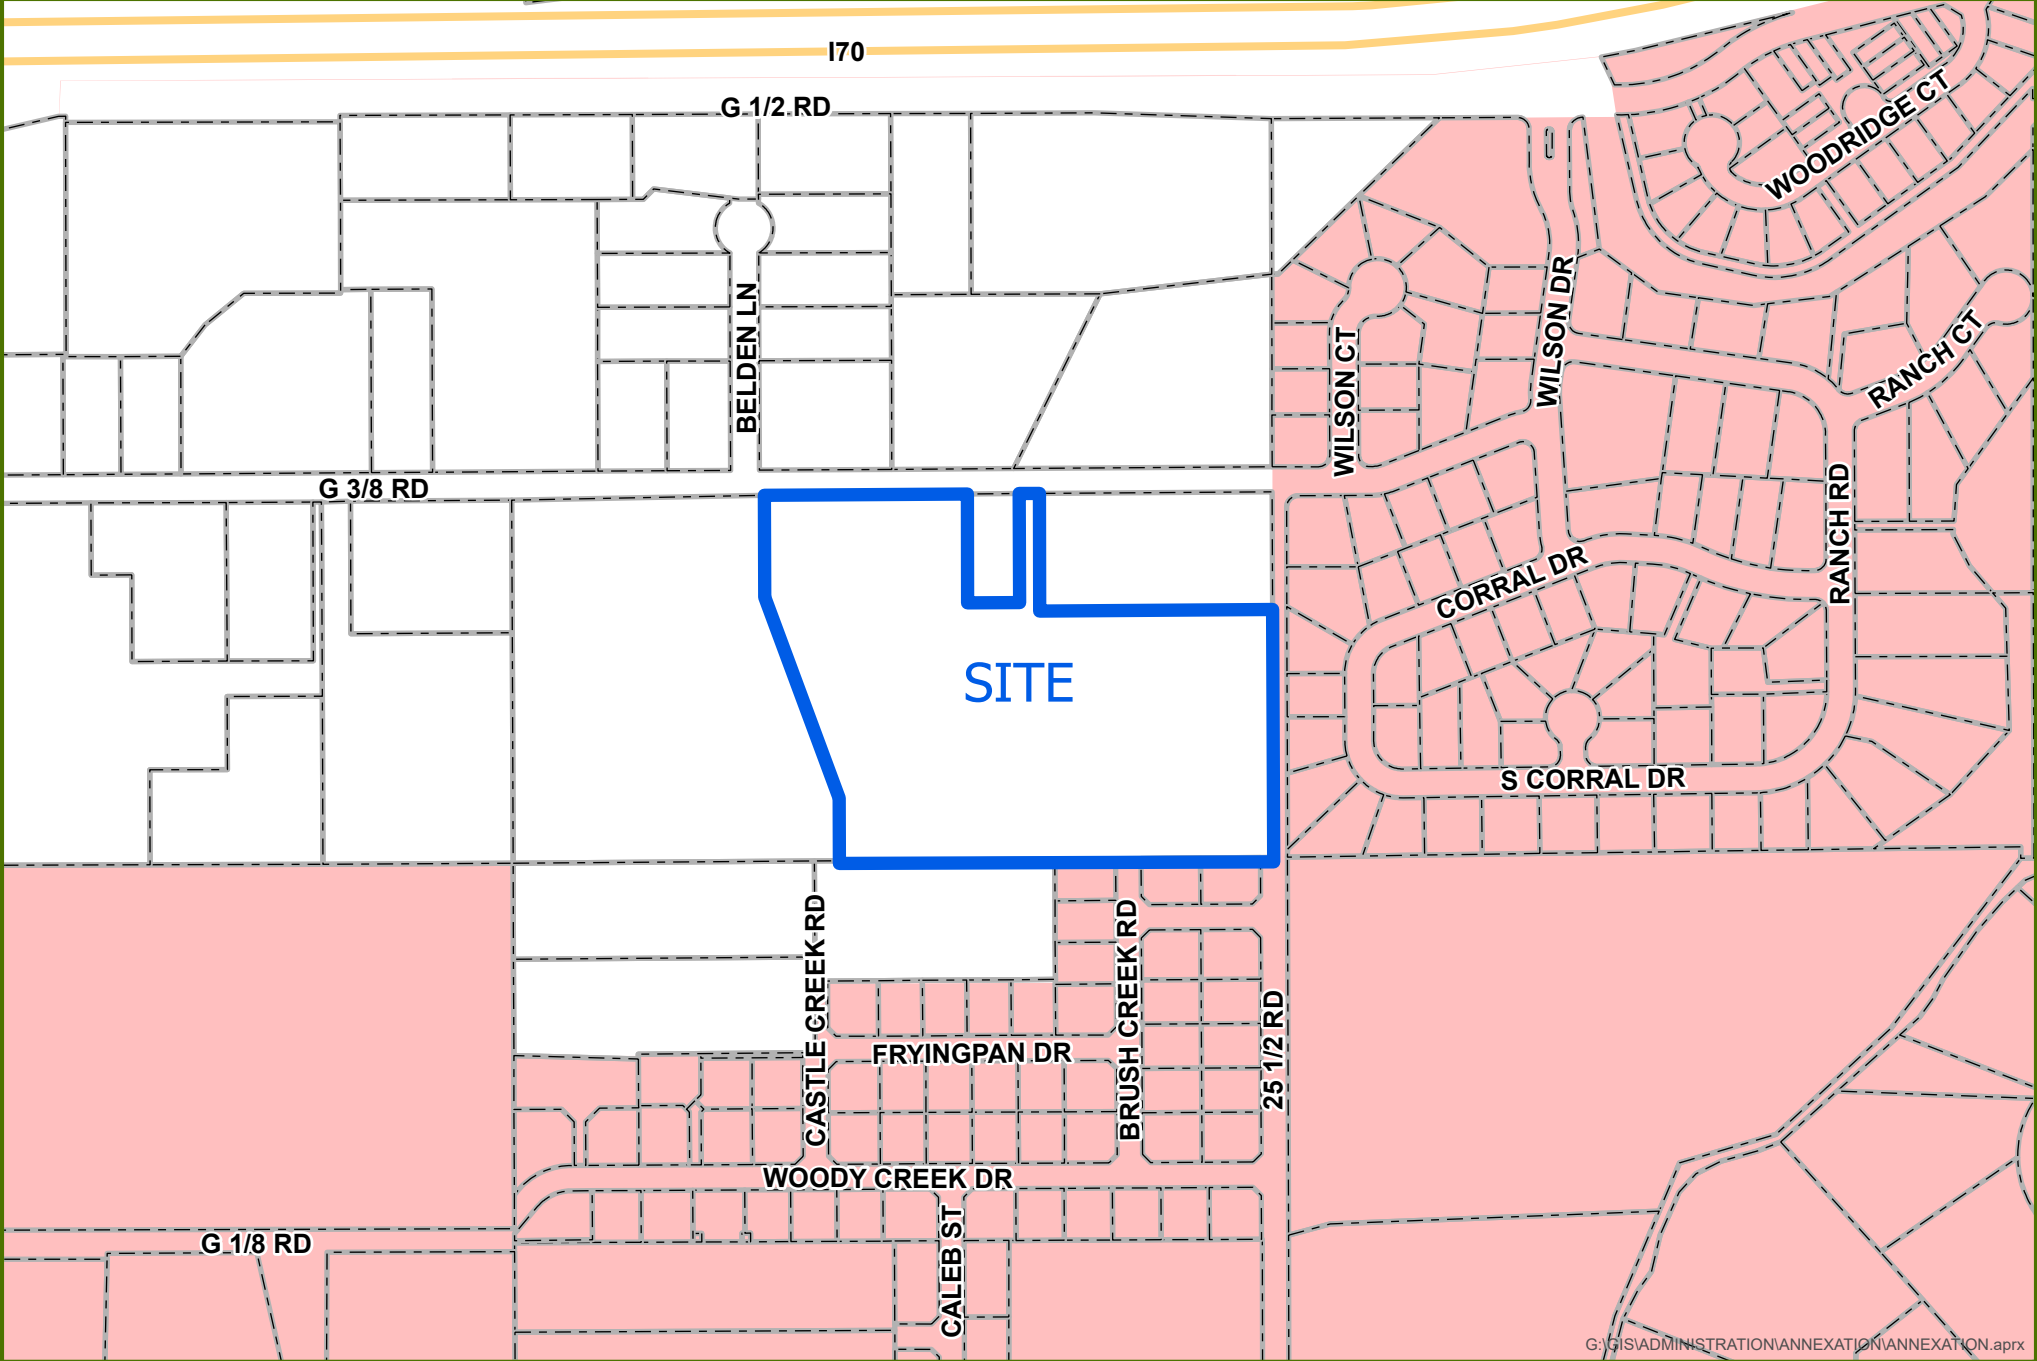 I70
G 1/2 RD
WOODRIDGE CT
BELDEN LN
WILSON CT
WILSON DR
RANCH CT
G 3/8 RD
RANCH RD
CORRAL DR
SITE
S CORRAL DR
CASTLE CREEK RD
BRUSH CREEK RD
25 1/2 RD
FRYINGPAN DR
WOODY CREEK DR
G 1/8 RD
CALEB ST
G:\GIS\ADMINISTRATION\ANNEXATION\ANNEXATION.aprx